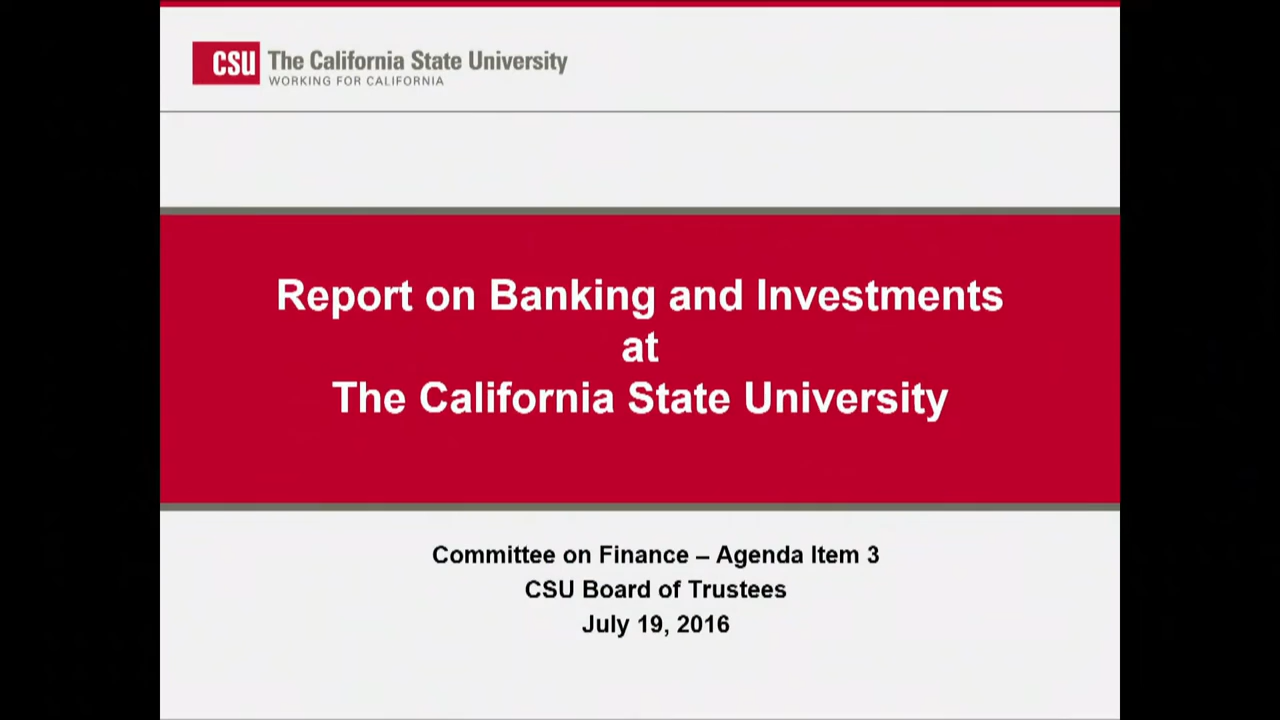 CSU The California State University
WORKING FOR CALIFORNIA
Report on Banking and Investments
at
The California State University
Committee on Finance – Agenda Item 3
CSU Board of Trustees
July 19, 2016